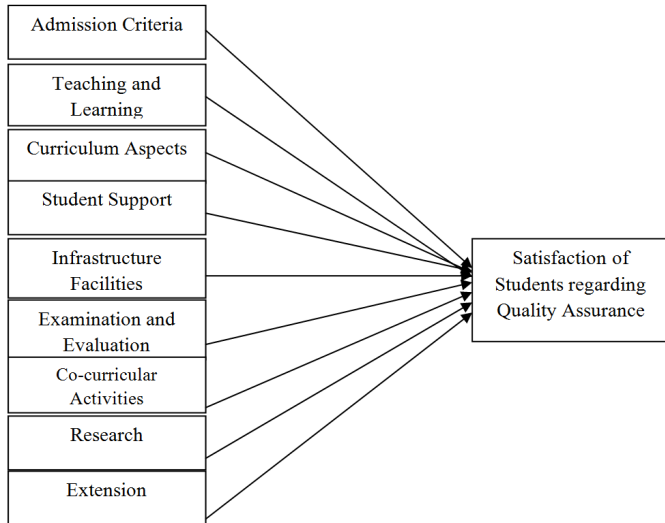 Admission Criteria
Teaching and
Learning
Curriculum Aspects
Student Support
Infrastructure
Facilities
Examination and
Evaluation
Co-curricular
Activities
Research
Extension
Satisfaction of
Students regarding
Quality Assurance